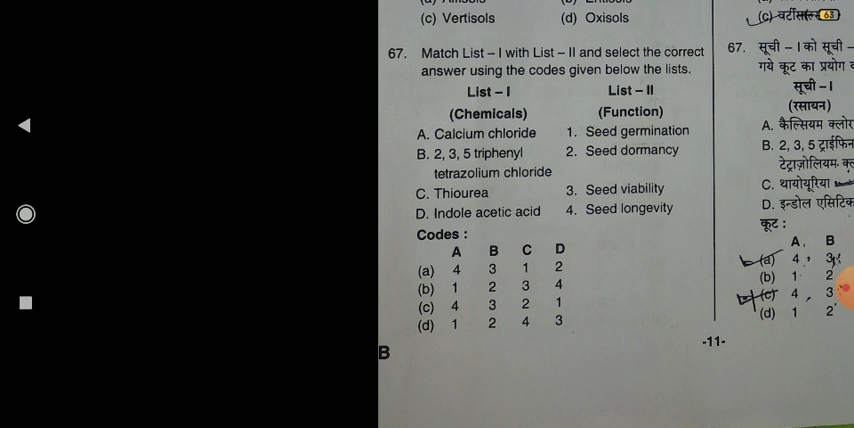 (c) Vertisols (d) Oxisols
67. Match List – I with List – II and select the correct
answer using the codes given below the lists.
List – I List – II
(Chemicals) (Function)
A. Calcium chloride 1. Seed germination
B. 2, 3, 5 triphenyl 2. Seed dormancy
tetrazolium chloride
C. Thiourea 3. Seed viability
D. Indole acetic acid 4. Seed longevity
Codes :
A B C D
(a) 4 3 1 2
(b) 1 2 3 4
(c) 4 3 2 1
(d) 1 2 4 3
B
-11-
(c) 63
67. सूची – I को सूची –
गये कूट का प्रयोग
सूची – I
(रसायन)
A. कैल्सियम क्लोर
B. 2, 3, 5 ट्राईफिन
टेट्राज़ोलियम
C. थायोयूरिया
D. इन्डोल एसिटिक
कूट :
A B
(a) 4 3
(b) 1 2
(c) 4 3
(d) 1 2